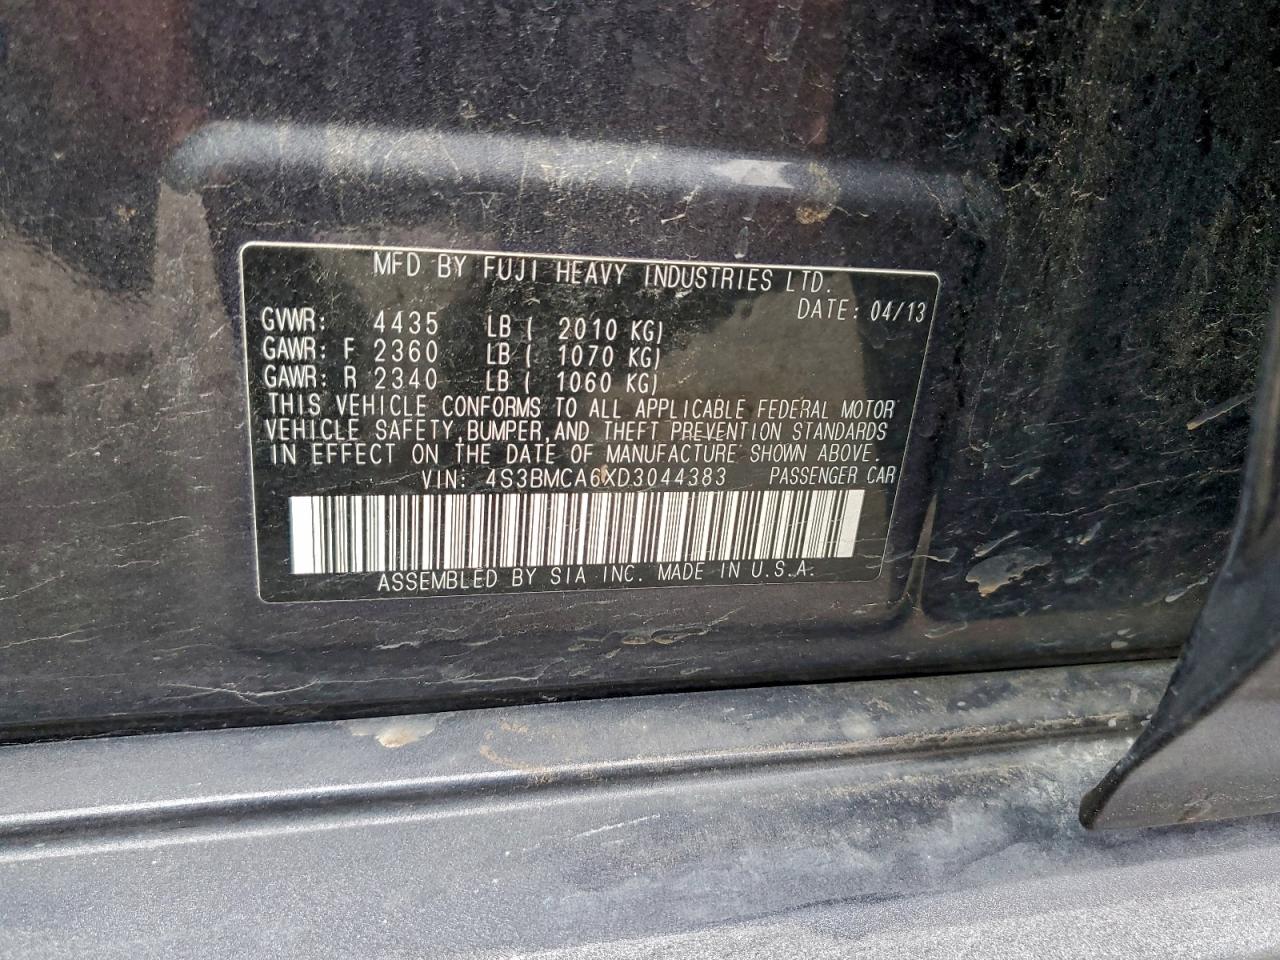 MFD BY FUJI HEAVY INDUSTRIES LTD.
DATE: 04/13
GVWR: 4435 LB ( 2010 KG)
GAWR: F 2360 LB ( 1070 KG)
GAWR: R 2340 LB ( 1060 KG)
THIS VEHICLE CONFORMS TO ALL APPLICABLE FEDERAL MOTOR
VEHICLE SAFETY, BUMPER, AND THEFT PREVENTION STANDARDS
IN EFFECT ON THE DATE OF MANUFACTURE SHOWN ABOVE.
VIN: 4S3BMCA6XD3044383 PASSENGER CAR
ASSEMBLED BY SIA INC. MADE IN U.S.A.